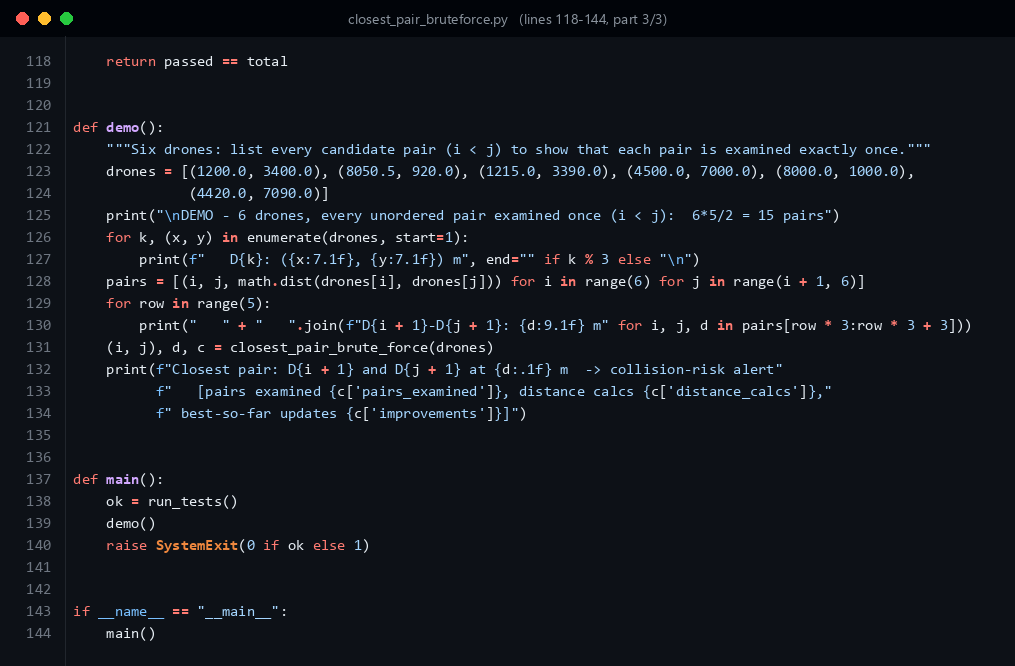 closest_pair_bruteforce.py   (lines 118-144, part 3/3)
118     return passed == total
119
120
121 def demo():
122     """Six drones: list every candidate pair (i < j) to show that each pair is examined exactly once."""
123     drones = [(1200.0, 3400.0), (8050.5, 920.0), (1215.0, 3390.0), (4500.0, 7000.0), (8000.0, 1000.0),
124               (4420.0, 7090.0)]
125     print("\nDEMO - 6 drones, every unordered pair examined once (i < j):  6*5/2 = 15 pairs")
126     for k, (x, y) in enumerate(drones, start=1):
127         print(f"   D{k}: ({x:7.1f}, {y:7.1f}) m", end="" if k % 3 else "\n")
128     pairs = [(i, j, math.dist(drones[i], drones[j])) for i in range(6) for j in range(i + 1, 6)]
129     for row in range(5):
130         print("   " + "   ".join(f"D{i + 1}-D{j + 1}: {d:9.1f} m" for i, j, d in pairs[row * 3:row * 3 + 3]))
131     (i, j), d, c = closest_pair_brute_force(drones)
132     print(f"Closest pair: D{i + 1} and D{j + 1} at {d:.1f} m  -> collision-risk alert"
133           f"   [pairs examined {c['pairs_examined']}, distance calcs {c['distance_calcs']},"
134           f" best-so-far updates {c['improvements']}]")
135
136
137 def main():
138     ok = run_tests()
139     demo()
140     raise SystemExit(0 if ok else 1)
141
142
143 if __name__ == "__main__":
144     main()